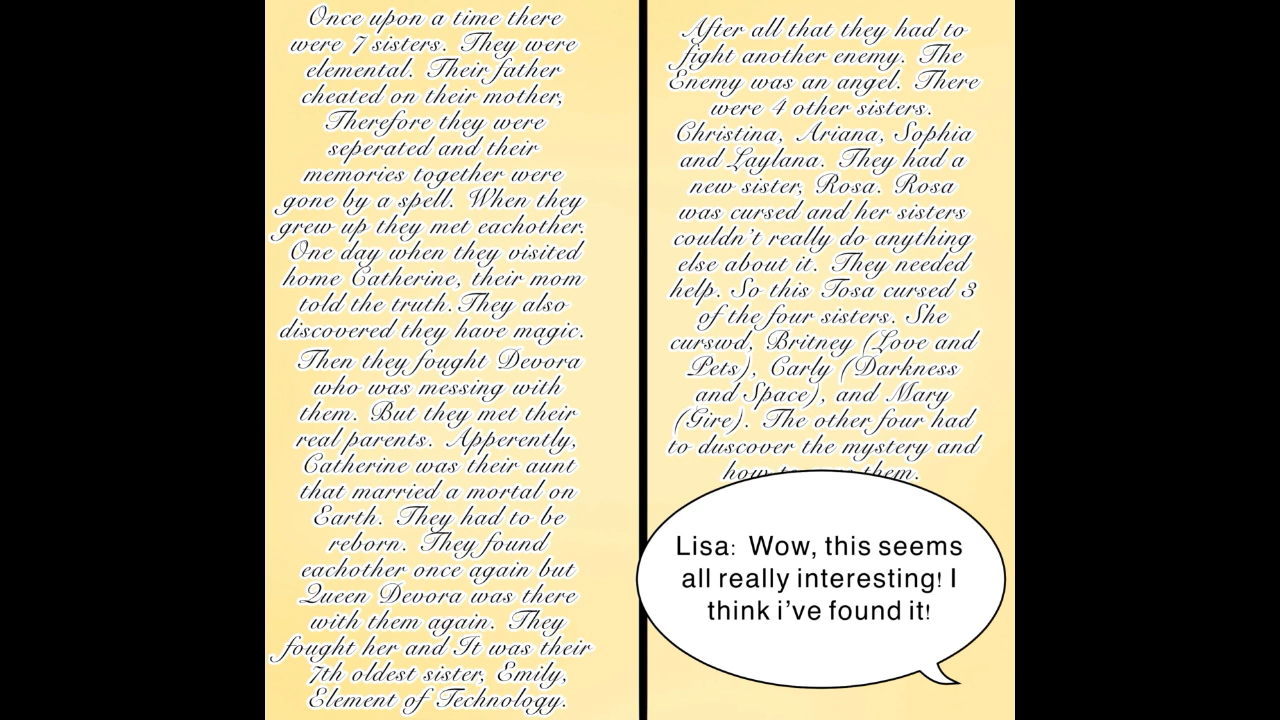 Once upon a time there
were 7 sisters. They were
elemental. Their father
cheated on their mother,
Therefore they were
seperated and their
memories together were
gone by a spell. When they
grew up they met eachother.
One day when they visited
home Catherine, their mom
told the truth. They also
discovered they have magic.
Then they fought Devora
who was messing with
them. But they met their
real parents. Apperently,
Catherine was their aunt
that married a mortal on
Earth. They had to be
reborn. They found
eachother once again but
Queen Devora was there
with them again. They
fought her and It was their
7th oldest sister, Emily,
Element of Technology.
After all that they had to
fight another enemy. The
Enemy was an angel. There
were 4 other sisters.
Christina, Ariana, Sophia
and Laylana. They had a
new sister, Rosa. Rosa
was cursed and her sisters
couldn't really do anything
else about it. They needed
help. So this Tosa cursed 3
of the four sisters. She
curswd, Britney (Love and
Pets), Carly (Darkness
and Space), and Mary
(Gire). The other four had
to duscover the mystery and
how them.
Lisa: Wow, this seems
all really interesting! I
think i've found it!